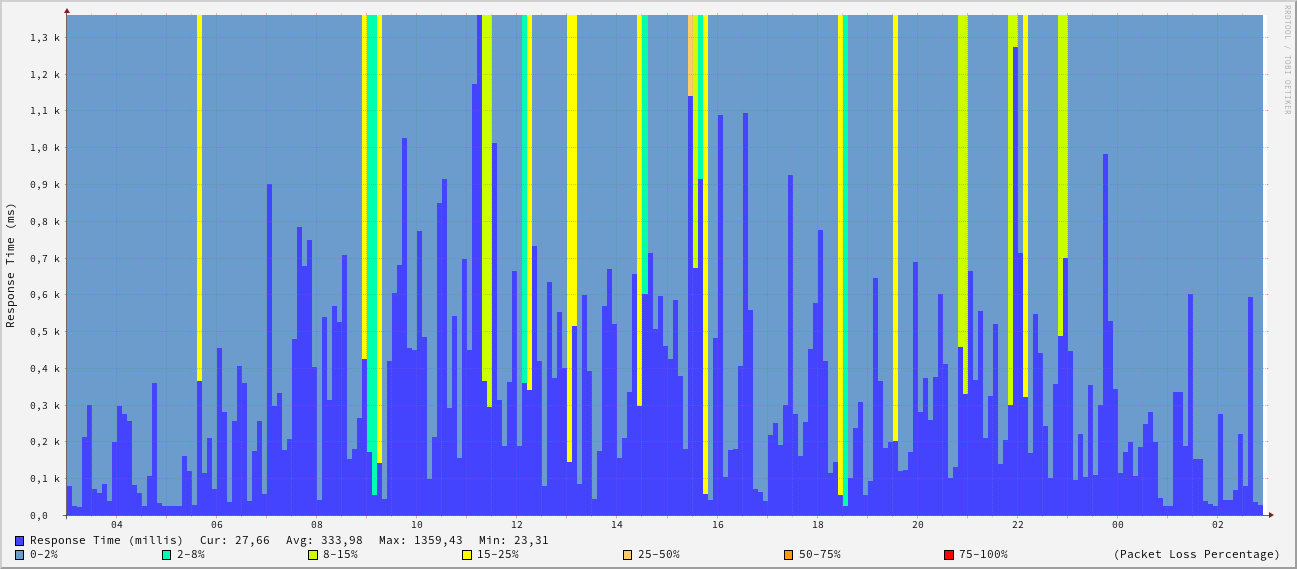 RRDTOOL / TOBI OETIKER
Response Time (ms)
1,3 k
1,2 k
1,1 k
1,0 k
0,9 k
0,8 k
0,7 k
0,6 k
0,5 k
0,4 k
0,3 k
0,2 k
0,1 k
0,0
04 06 08 10 12 14 16 18 20 22 00 02
Response Time (millis) Cur: 27,66 Avg: 333,98 Max: 1359,43 Min: 23,31
0-2% 2-8% 8-15% 15-25% 25-50% 50-75% 75-100% (Packet Loss Percentage)